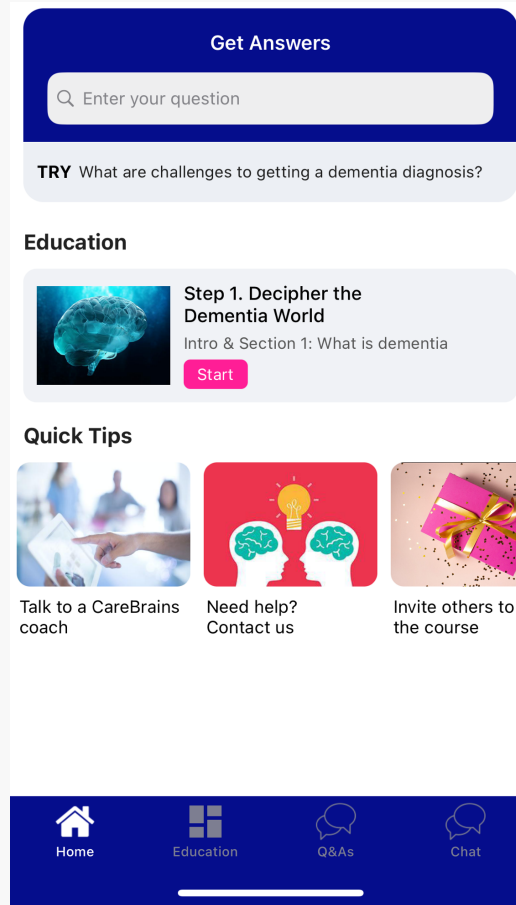 Get Answers
Enter your question
TRY What are challenges to getting a dementia diagnosis?
Education
Step 1. Decipher the
Dementia World
Intro & Section 1: What is dementia
Start
Quick Tips
Talk to a CareBrains
coach
Need help?
Contact us
Invite others to
the course
Home
Education
Q&As
Chat